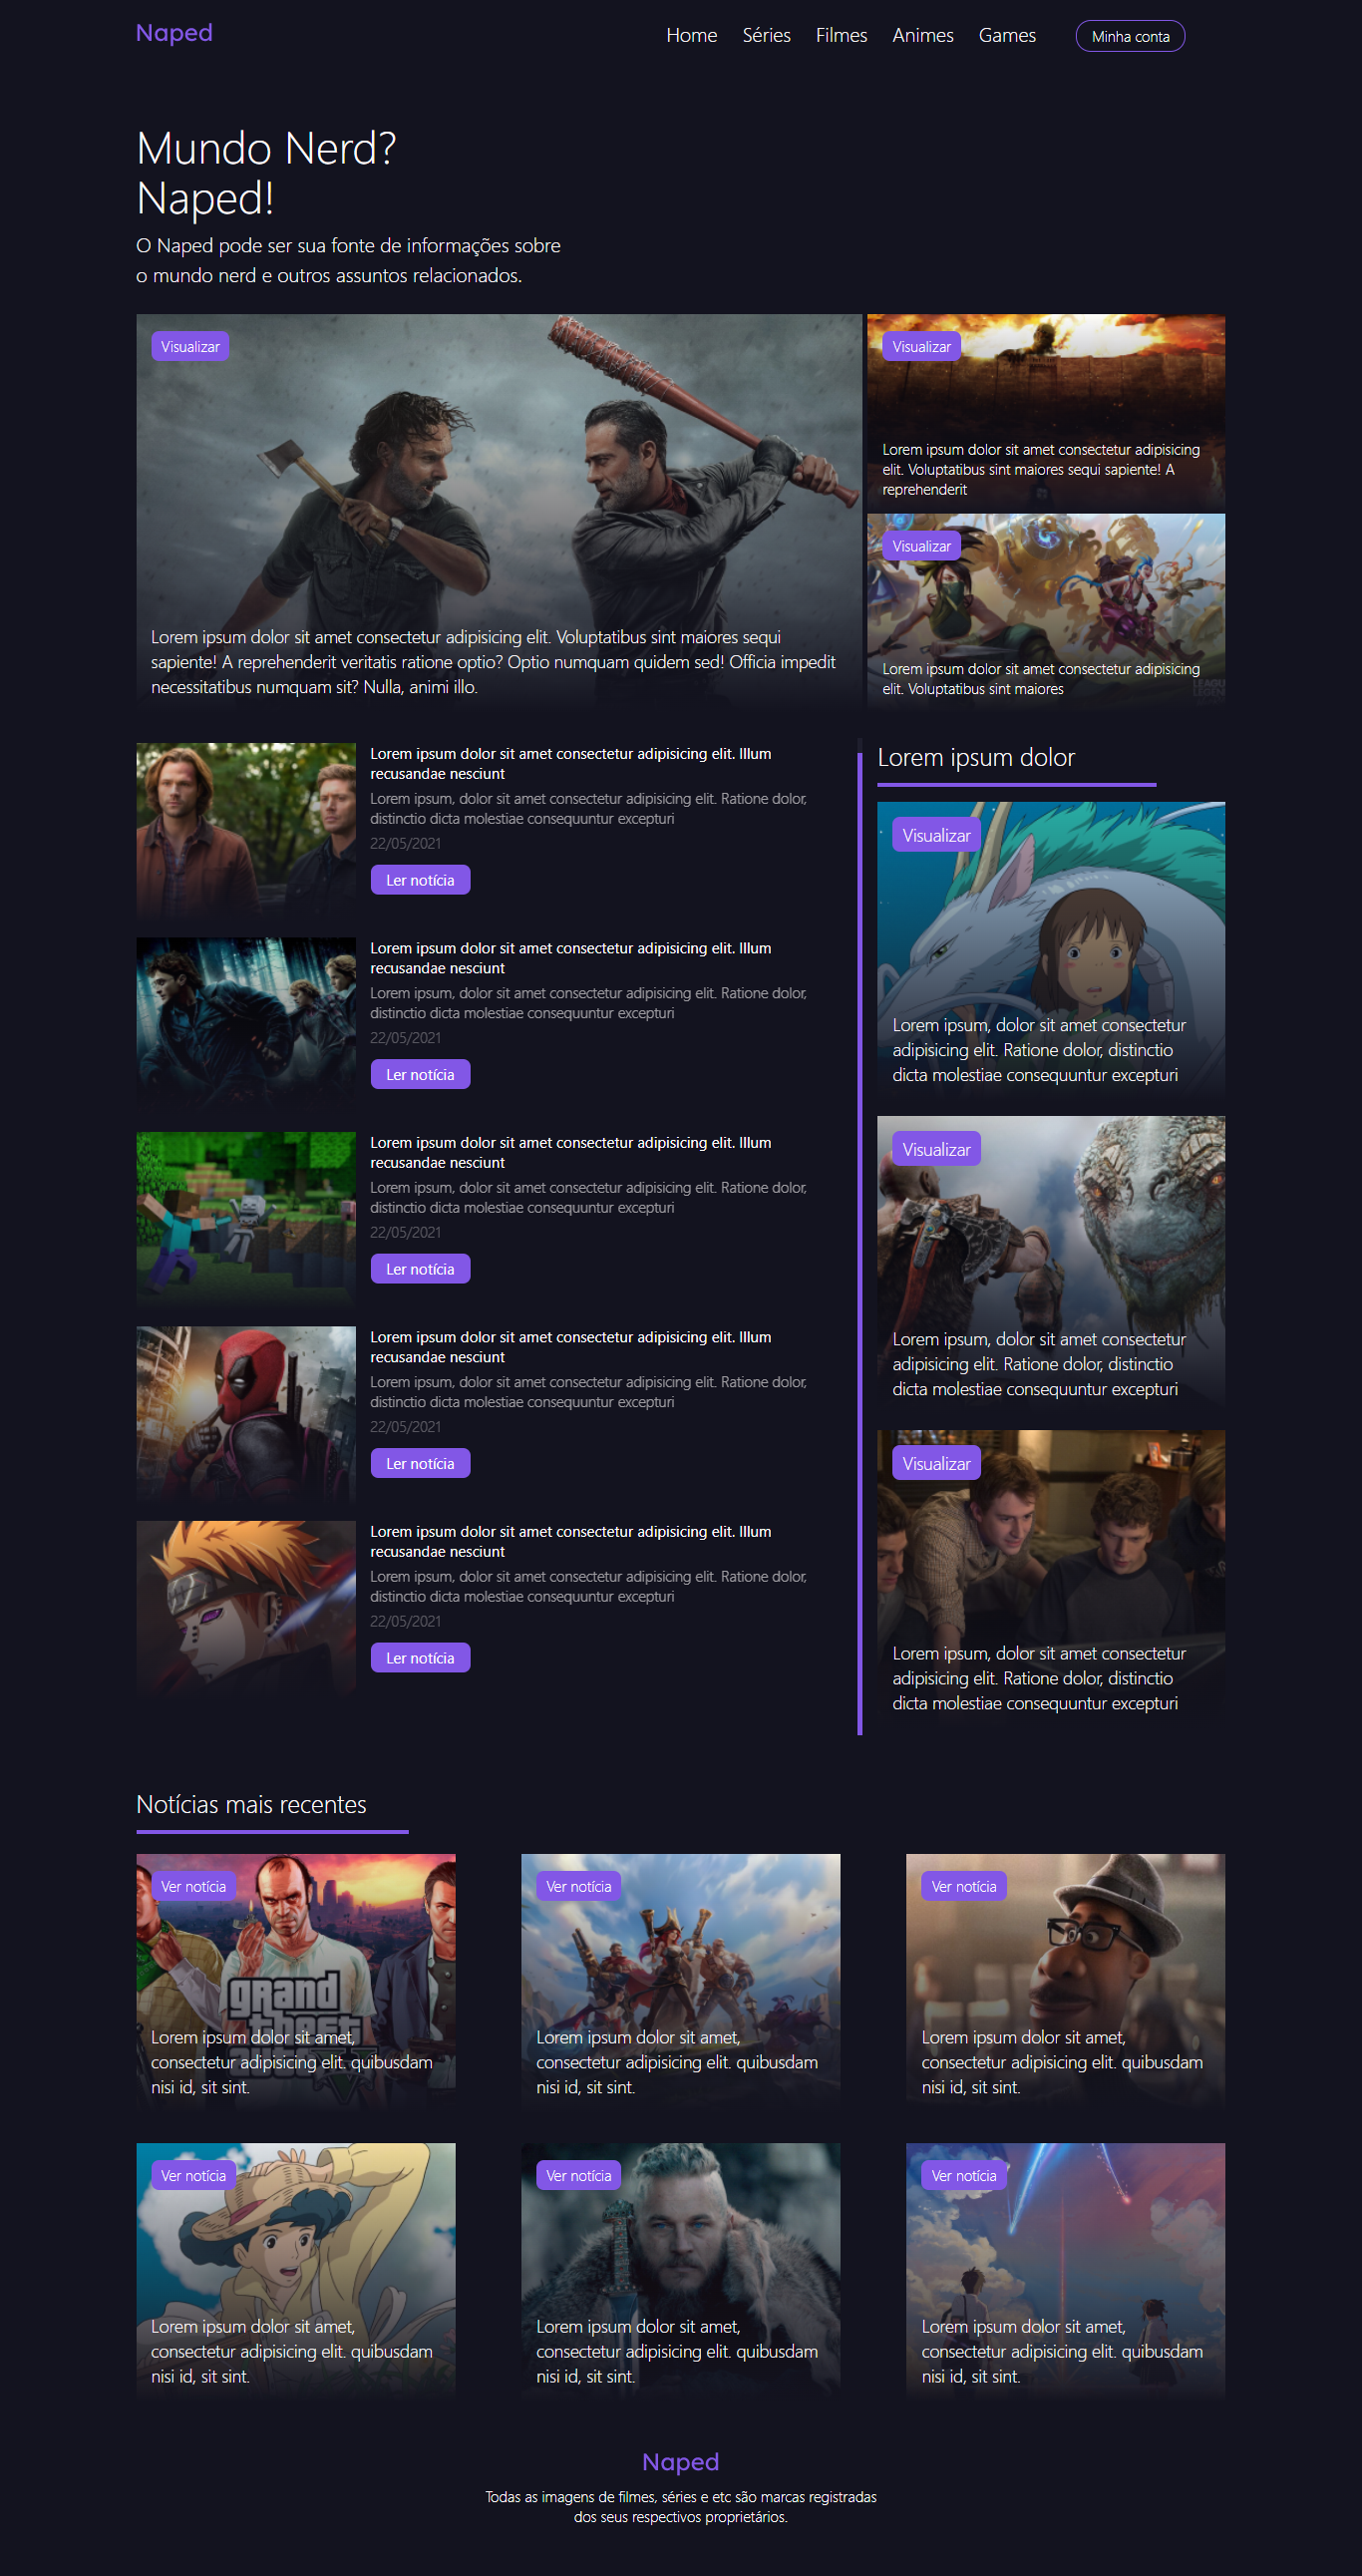 Naped
Home Séries Filmes Animes Games Minha conta
Mundo Nerd?
Naped!
O Naped pode ser sua fonte de informações sobre
o mundo nerd e outros assuntos relacionados.
Visualizar
Lorem ipsum dolor sit amet consectetur adipisicing elit. Voluptatibus sint maiores sequi
sapiente! A reprehenderit veritatis ratione optio? Optio numquam quidem sed! Officia impedit
necessitatibus numquam sit? Nulla, animi illo.
Visualizar
Lorem ipsum dolor sit amet consectetur adipisicing
elit. Voluptatibus sint maiores sequi sapiente! A
reprehenderit
Visualizar
Lorem ipsum dolor sit amet consectetur adipisicing
elit. Voluptatibus sint maiores
LEAGU
LEGEN
Lorem ipsum dolor sit amet consectetur adipisicing elit. Illum
recusandae nesciunt
Lorem ipsum, dolor sit amet consectetur adipisicing elit. Ratione dolor,
distinctio dicta molestiae consequuntur excepturi
22/05/2021
Ler notícia
Lorem ipsum dolor sit amet consectetur adipisicing elit. Illum
recusandae nesciunt
Lorem ipsum, dolor sit amet consectetur adipisicing elit. Ratione dolor,
distinctio dicta molestiae consequuntur excepturi
22/05/2021
Ler notícia
Lorem ipsum dolor sit amet consectetur adipisicing elit. Illum
recusandae nesciunt
Lorem ipsum, dolor sit amet consectetur adipisicing elit. Ratione dolor,
distinctio dicta molestiae consequuntur excepturi
22/05/2021
Ler notícia
Lorem ipsum dolor sit amet consectetur adipisicing elit. Illum
recusandae nesciunt
Lorem ipsum, dolor sit amet consectetur adipisicing elit. Ratione dolor,
distinctio dicta molestiae consequuntur excepturi
22/05/2021
Ler notícia
Lorem ipsum dolor sit amet consectetur adipisicing elit. Illum
recusandae nesciunt
Lorem ipsum, dolor sit amet consectetur adipisicing elit. Ratione dolor,
distinctio dicta molestiae consequuntur excepturi
22/05/2021
Ler notícia
Lorem ipsum dolor
Visualizar
Lorem ipsum, dolor sit amet consectetur
adipisicing elit. Ratione dolor, distinctio
dicta molestiae consequuntur excepturi
Visualizar
Lorem ipsum, dolor sit amet consectetur
adipisicing elit. Ratione dolor, distinctio
dicta molestiae consequuntur excepturi
Visualizar
Lorem ipsum, dolor sit amet consectetur
adipisicing elit. Ratione dolor, distinctio
dicta molestiae consequuntur excepturi
Notícias mais recentes
Ver notícia
grand
theft
Lorem ipsum dolor sit amet,
consectetur adipisicing elit. quibusdam
nisi id, sit sint.
Ver notícia
Lorem ipsum dolor sit amet,
consectetur adipisicing elit. quibusdam
nisi id, sit sint.
Ver notícia
Lorem ipsum dolor sit amet,
consectetur adipisicing elit. quibusdam
nisi id, sit sint.
Ver notícia
Lorem ipsum dolor sit amet,
consectetur adipisicing elit. quibusdam
nisi id, sit sint.
Ver notícia
Lorem ipsum dolor sit amet,
consectetur adipisicing elit. quibusdam
nisi id, sit sint.
Ver notícia
Lorem ipsum dolor sit amet,
consectetur adipisicing elit. quibusdam
nisi id, sit sint.
Naped
Todas as imagens de filmes, séries e etc são marcas registradas
dos seus respectivos proprietários.